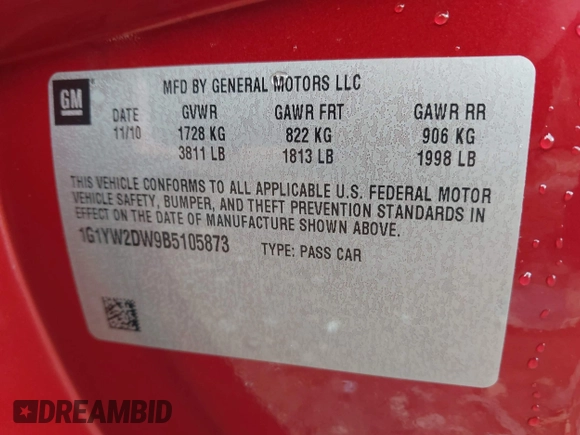 GM
MFD BY GENERAL MOTORS LLC
DATE GVWR GAWR FRT GAWR RR
11/10 1728 KG 822 KG 906 KG
3811 LB 1813 LB 1998 LB
THIS VEHICLE CONFORMS TO ALL APPLICABLE U.S. FEDERAL MOTOR
VEHICLE SAFETY, BUMPER, AND THEFT PREVENTION STANDARDS IN
EFFECT ON THE DATE OF MANUFACTURE SHOWN ABOVE.
1G1YW2DW9B5105873 TYPE: PASS CAR
DREAMBID